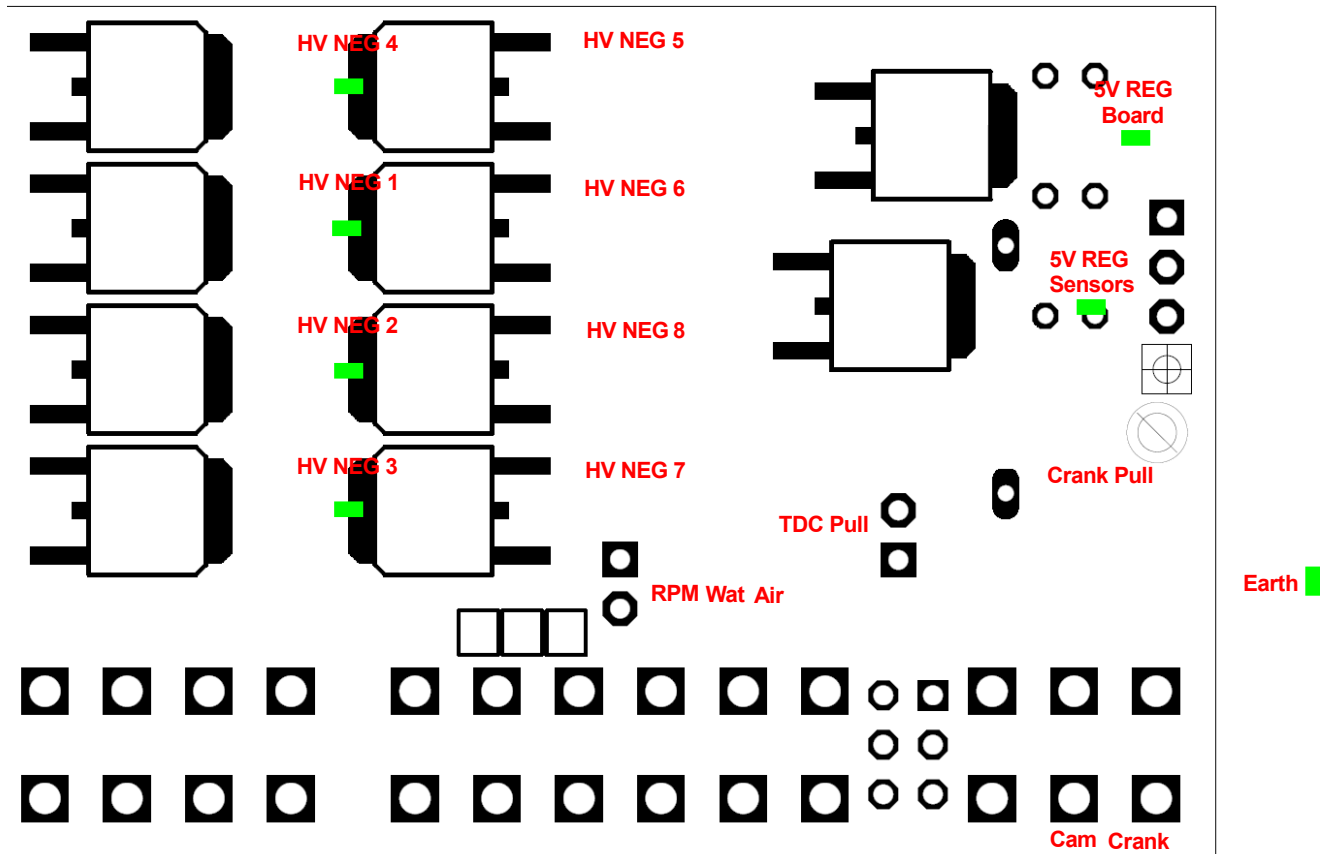 HV NEG 4
HV NEG 5
5V REG
Board
HV NEG 1
HV NEG 6
5V REG
Sensors
HV NEG 2
HV NEG 8
HV NEG 3
HV NEG 7
Crank Pull
TDC Pull
Earth
RPM Wat Air
Cam Crank